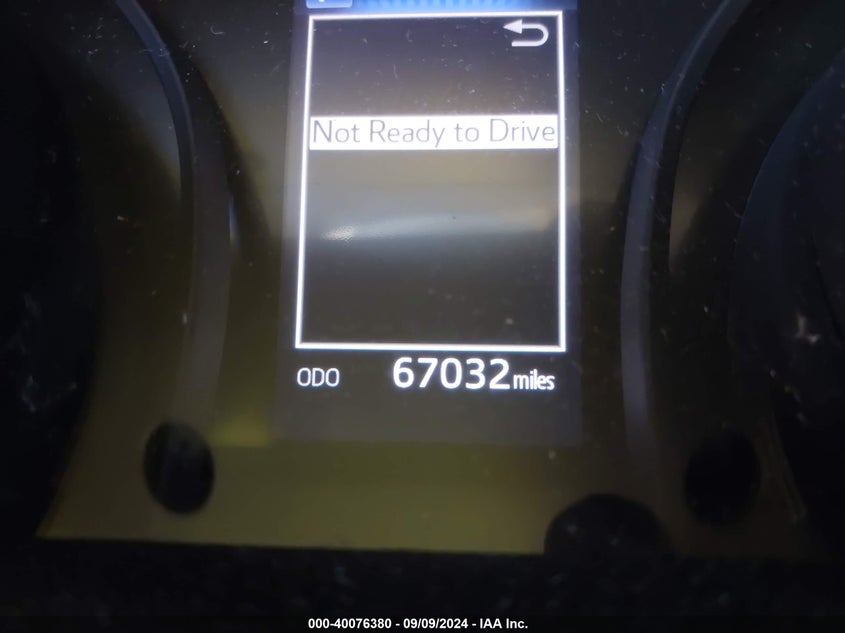 Not Ready to Drive
ODO 67032 miles
000-40076380 - 09/09/2024 - IAA Inc.